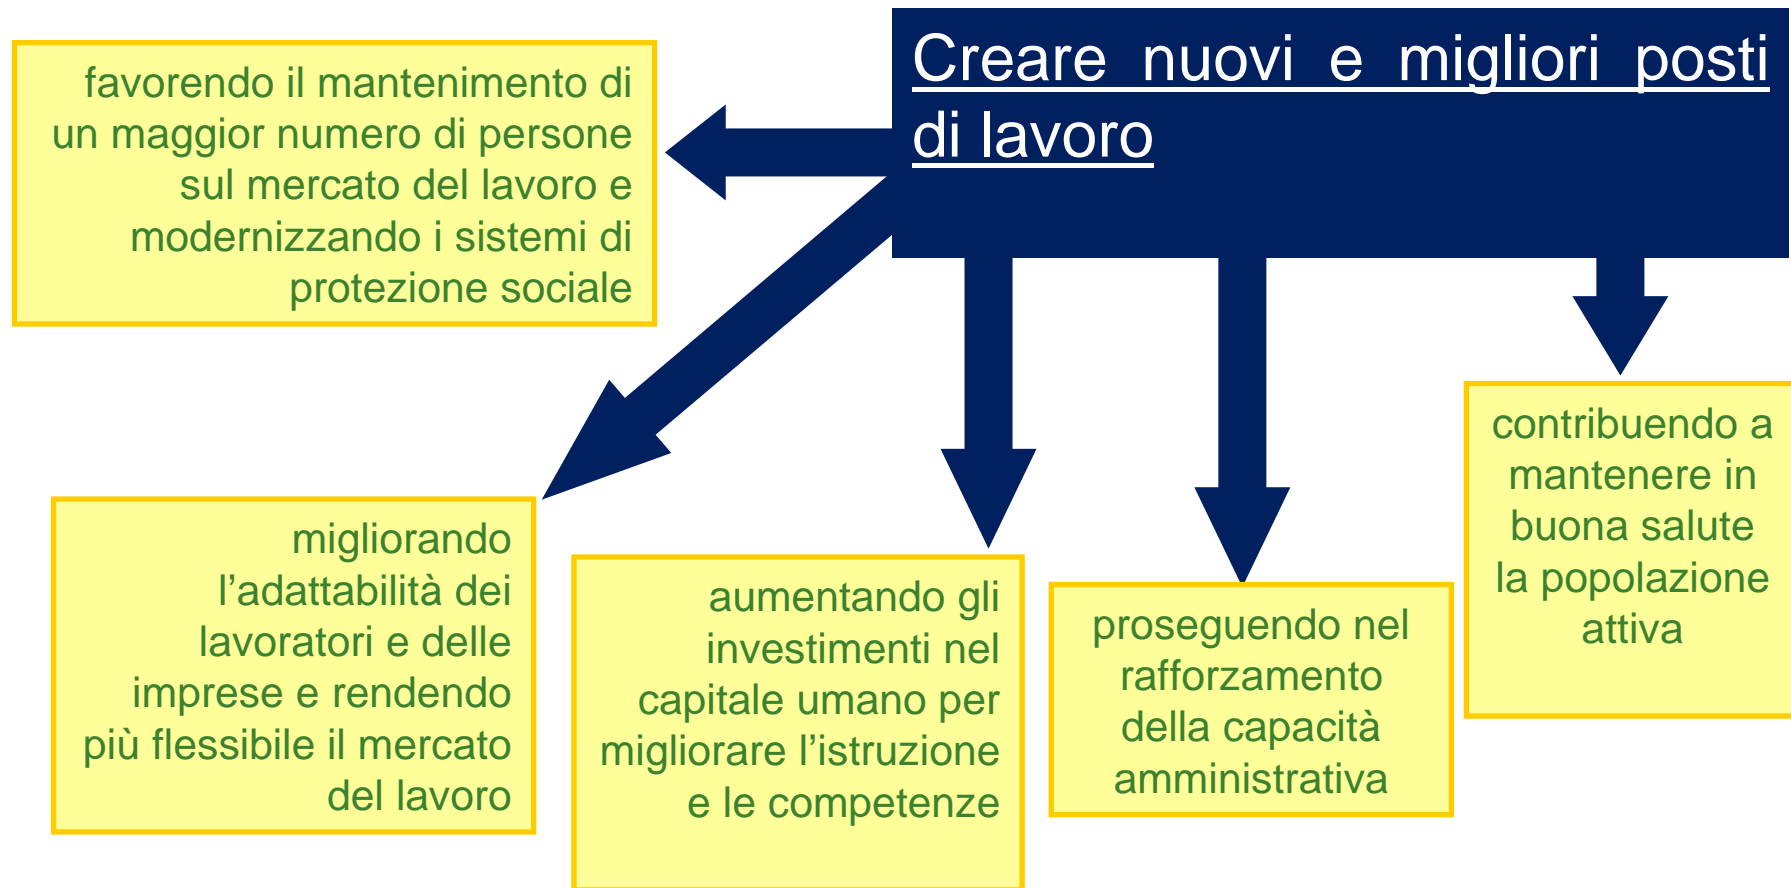 Creare nuovi e migliori posti
di lavoro
favorendo il mantenimento di
un maggior numero di persone
sul mercato del lavoro e
modernizzando i sistemi di
protezione sociale
migliorando
l’adattabilità dei
lavoratori e delle
imprese e rendendo
più flessibile il mercato
del lavoro
aumentando gli
investimenti nel
capitale umano per
migliorare l’istruzione
e le competenze
proseguendo nel
rafforzamento
della capacità
amministrativa
contribuendo a
mantenere in
buona salute
la popolazione
attiva